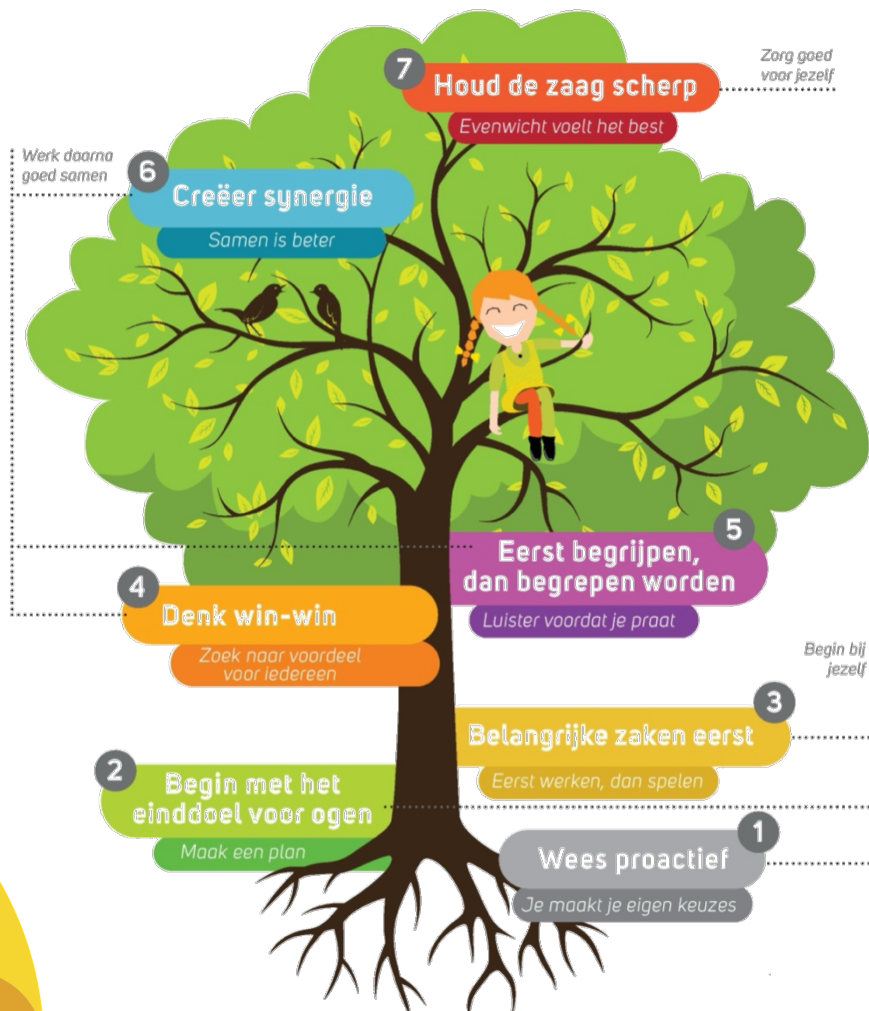 7
Houd de zaag scherp
Evenwicht voelt het best
Zorg goed
voor jezelf
Werk daarna
goed samen
6
Creëer synergie
Samen is beter
5
Eerst begrijpen,
dan begrepen worden
Luister voordat je praat
4
Denk win-win
Zoek naar voordeel
voor iedereen
Begin bij
jezelf
3
Belangrijke zaken eerst
Eerst werken, dan spelen
2
Begin met het
einddoel voor ogen
Maak een plan
1
Wees proactief
Je maakt je eigen keuzes